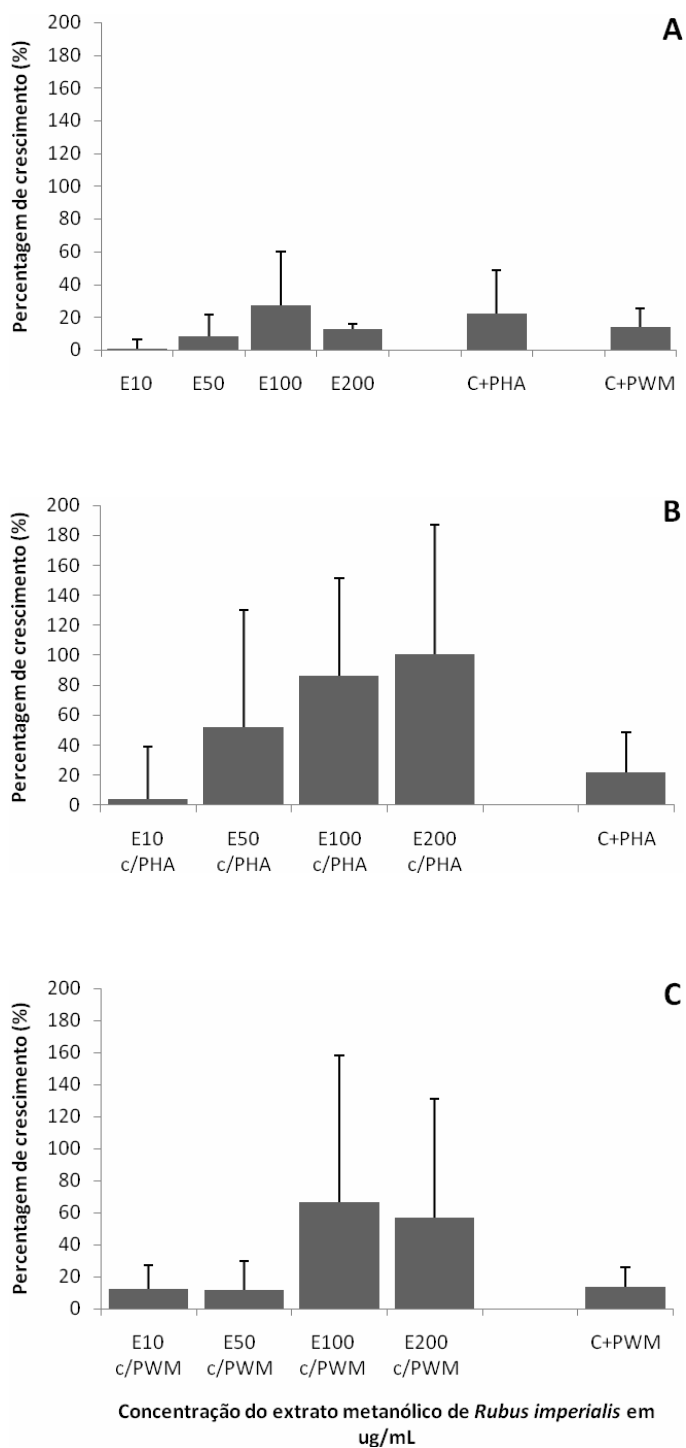 A
Percentagem de crescimento (%)
200
180
160
140
120
100
80
60
40
20
0
E10 E50 E100 E200 C+PHA C+PWM
B
Percentagem de crescimento (%)
200
180
160
140
120
100
80
60
40
20
0
E10 E50 E100 E200 C+PHA
c/PHA c/PHA c/PHA c/PHA
C
Percentagem de crescimento (%)
200
180
160
140
120
100
80
60
40
20
0
E10 E50 E100 E200 C+PWM
c/PWM c/PWM c/PWM c/PWM
Concentração do extrato metanólico de Rubus imperialis em
ug/mL